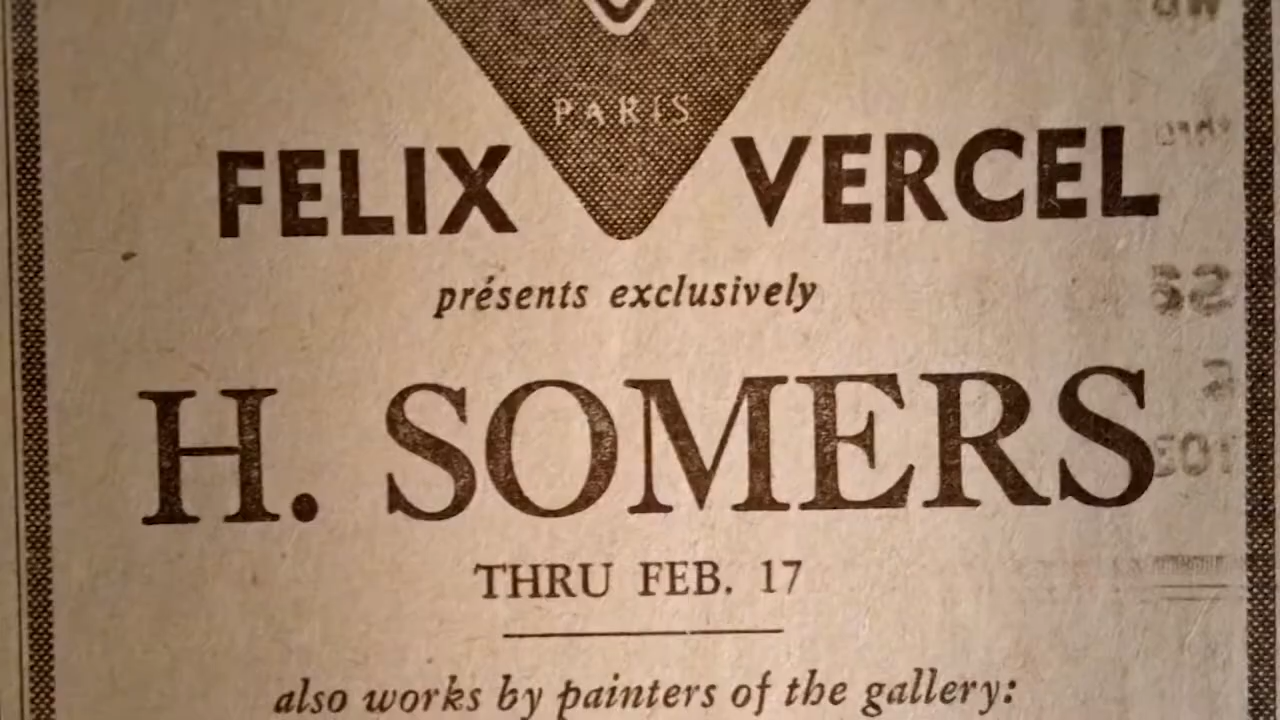 PARIS
FELIX VERCEL
présents exclusively
H. SOMERS
THRU FEB. 17
also works by painters of the gallery: